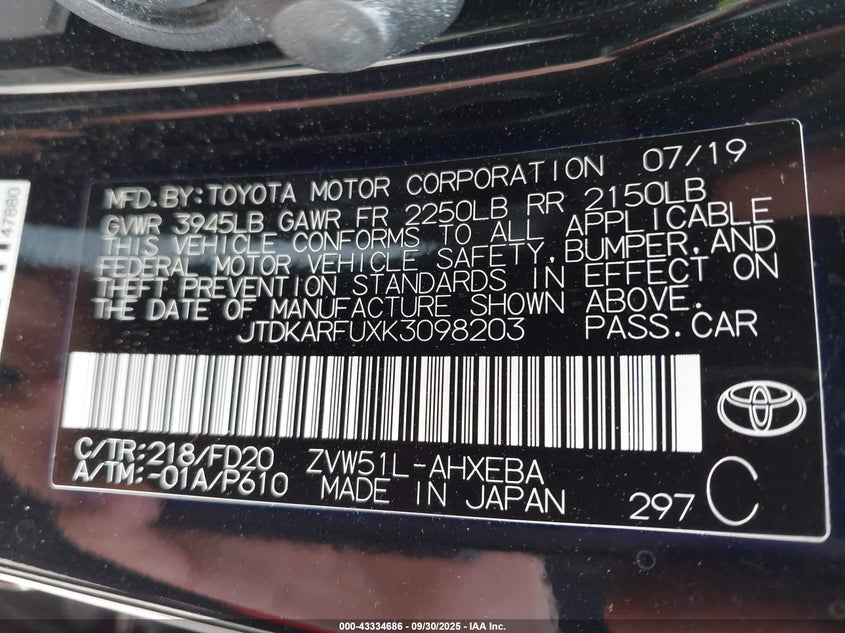 47880
MFD.BY:TOYOTA MOTOR CORPORATION 07/19
GVWR 3945LB GAWR FR 2250LB RR 2150LB
THIS VEHICLE CONFORMS TO ALL APPLICABLE
FEDERAL MOTOR VEHICLE SAFETY,BUMPER,AND
THEFT PREVENTION STANDARDS IN EFFECT ON
THE DATE OF MANUFACTURE SHOWN ABOVE.
JTDKARFUXK3098203 PASS.CAR
C/TR:218/FD20 ZVW51L-AHXEBA
A/TM:-01A/P610 MADE IN JAPAN
297 C
000-43334686 - 09/30/2025 - IAA Inc.